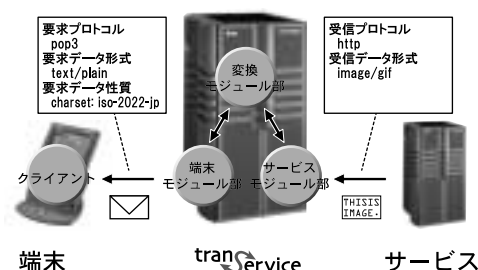 要求プロトコル
pop3
要求データ形式
text/plain
要求データ性質
charset: iso-2022-jp
受信プロトコル
http
受信データ形式
image/gif
変換
モジュール部
クライアント
端末
モジュール部
サービス
モジュール部
THISIS
IMAGE.
端末
tranService
サービス